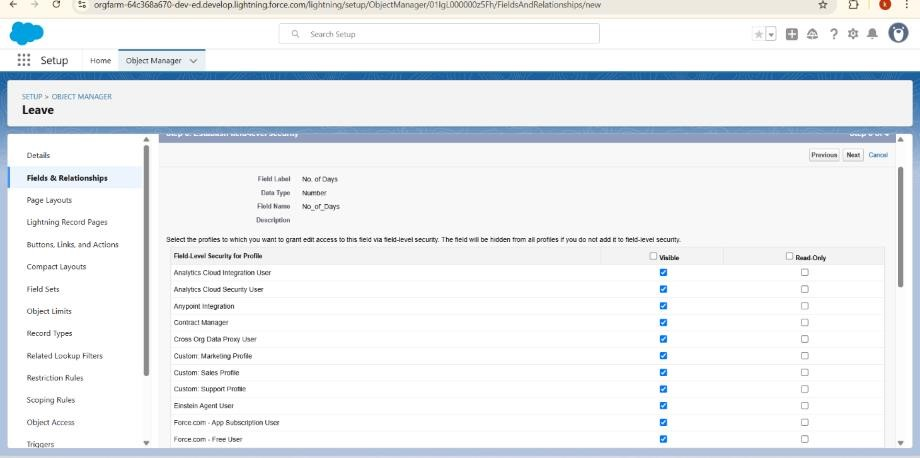 orgfarm-64c368a670-dev-ed.develop.lightning.force.com/lightning/setup/ObjectManager/01IgL000000z5Fh/FieldsAndRelationships/new
Search Setup
Setup Home Object Manager
SETUP > OBJECT MANAGER
Leave
Details
Fields & Relationships
Page Layouts
Lightning Record Pages
Buttons, Links, and Actions
Compact Layouts
Field Sets
Object Limits
Record Types
Related Lookup Filters
Restriction Rules
Scoping Rules
Object Access
Triggers
Previous Next Cancel
Field Label No. of Days
Data Type Number
Field Name No_of_Days
Description
Select the profiles to which you want to grant edit access to this field via field-level security. The field will be hidden from all profiles if you do not add it to field-level security.
Field-Level Security for Profile Visible Read-Only
Analytics Cloud Integration User
Analytics Cloud Security User
Anypoint Integration
Contract Manager
Cross Org Data Proxy User
Custom: Marketing Profile
Custom: Sales Profile
Custom: Support Profile
Einstein Agent User
Force.com - App Subscription User
Force.com - Free User